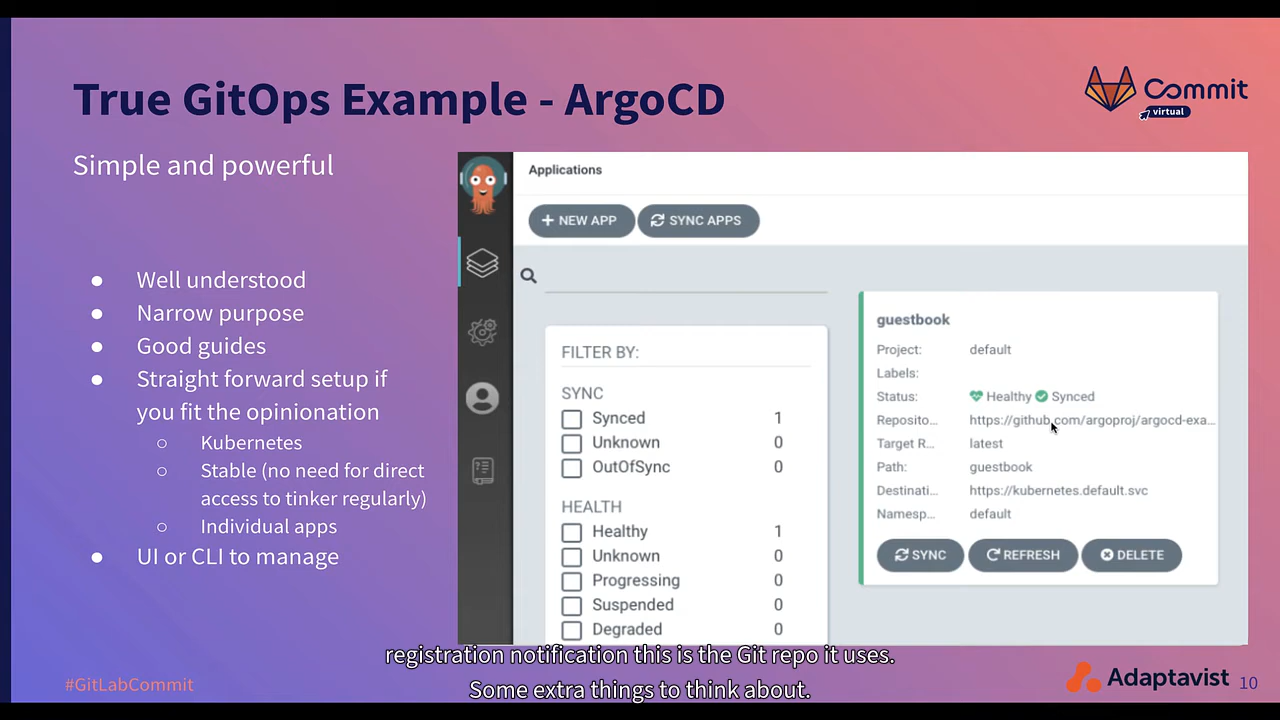 True GitOps Example - ArgoCD
Commit
virtual
Simple and powerful
● Well understood
● Narrow purpose
● Good guides
● Straight forward setup if
you fit the opinionation
○ Kubernetes
○ Stable (no need for direct
access to tinker regularly)
○ Individual apps
● UI or CLI to manage
Applications
+ NEW APP
SYNC APPS
FILTER BY:
SYNC
Synced 1
Unknown 0
OutOfSync 0
HEALTH
Healthy 1
Unknown 0
Progressing 0
Suspended 0
Degraded 0
guestbook
Project: default
Labels:
Status: Healthy Synced
Reposito... https://github.com/argoproj/argocd-exa...
Target R... latest
Path: guestbook
Destinati... https://kubernetes.default.svc
Namesp... default
SYNC REFRESH DELETE
registration notification this is the Git repo it uses.
Some extra things to think about.
#GitLabCommit
Adaptavist
10